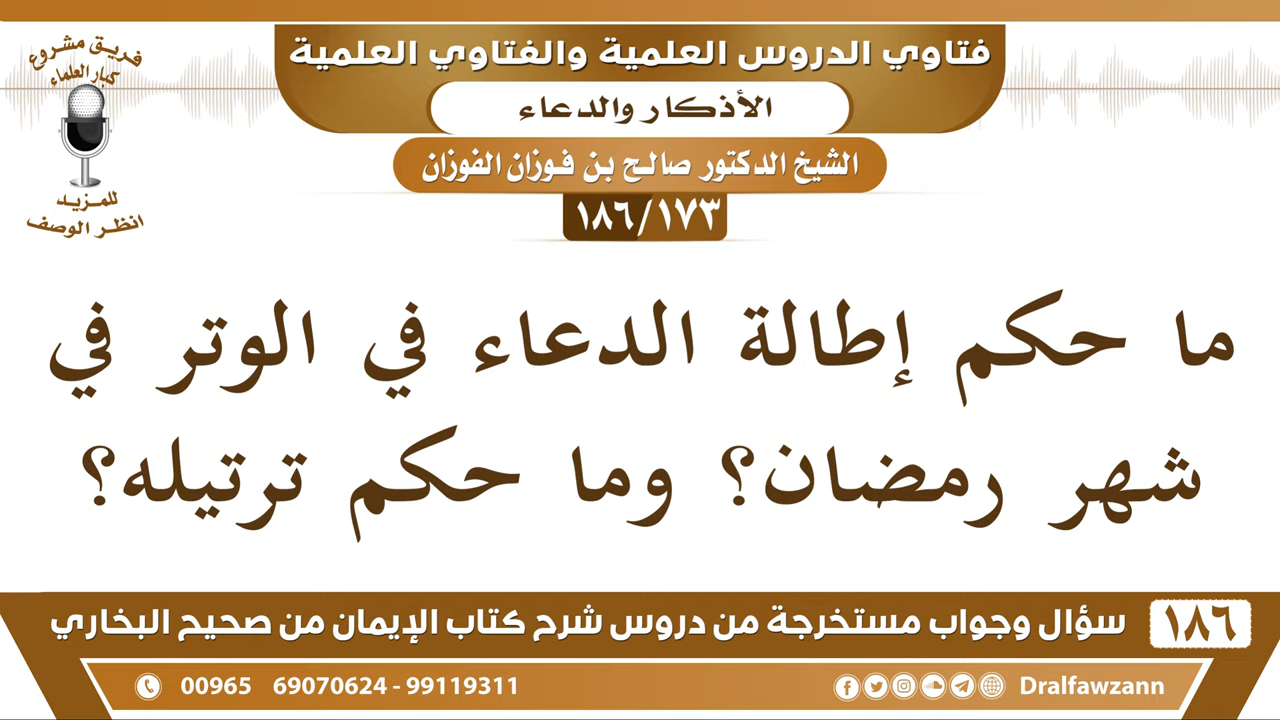 فريق مشروع
كبار العلماء
للمزيد
انظر الوصف
فتاوي الدروس العلمية والفتاوي العلمية
الأذكار والدعاء
الشيخ الدكتور صالح بن فوزان الفوزان
١٨٦/١٧٣
ما حكم إطالة الدعاء في الوتر في
شهر رمضان؟ وما حكم ترتيله؟
١٨٦ سؤال وجواب مستخرجة من دروس شرح كتاب الإيمان من صحيح البخاري
00965 69070624 - 99119311
Dralfawzann